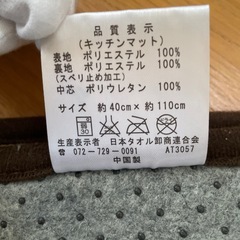 品質表示
(キッチンマット)
表地 ポリエステル 100%
裏地 ポリエステル 100%
(スベリ止め加工)
中芯 ポリウレタン 100%
サイズ 約40cm×約110cm
生産表示者 日本タオル卸商連合会
30 ☎ 072-729-0091 AT3057
中国製